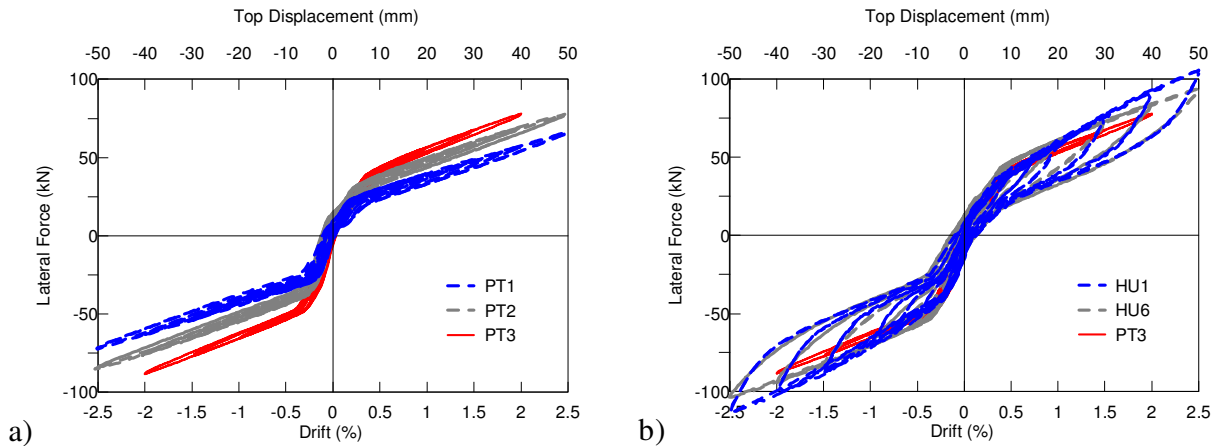 Top Displacement (mm)
-50 -40 -30 -20 -10 0 10 20 30 40 50
100
50
0
-50
-100
Lateral Force (kN)
PT1
PT2
PT3
-2.5 -2 -1.5 -1 -0.5 0 0.5 1 1.5 2 2.5
Drift (%)
a)
Top Displacement (mm)
-50 -40 -30 -20 -10 0 10 20 30 40 50
100
50
0
-50
-100
Lateral Force (kN)
HU1
HU6
PT3
-2.5 -2 -1.5 -1 -0.5 0 0.5 1 1.5 2 2.5
Drift (%)
b)